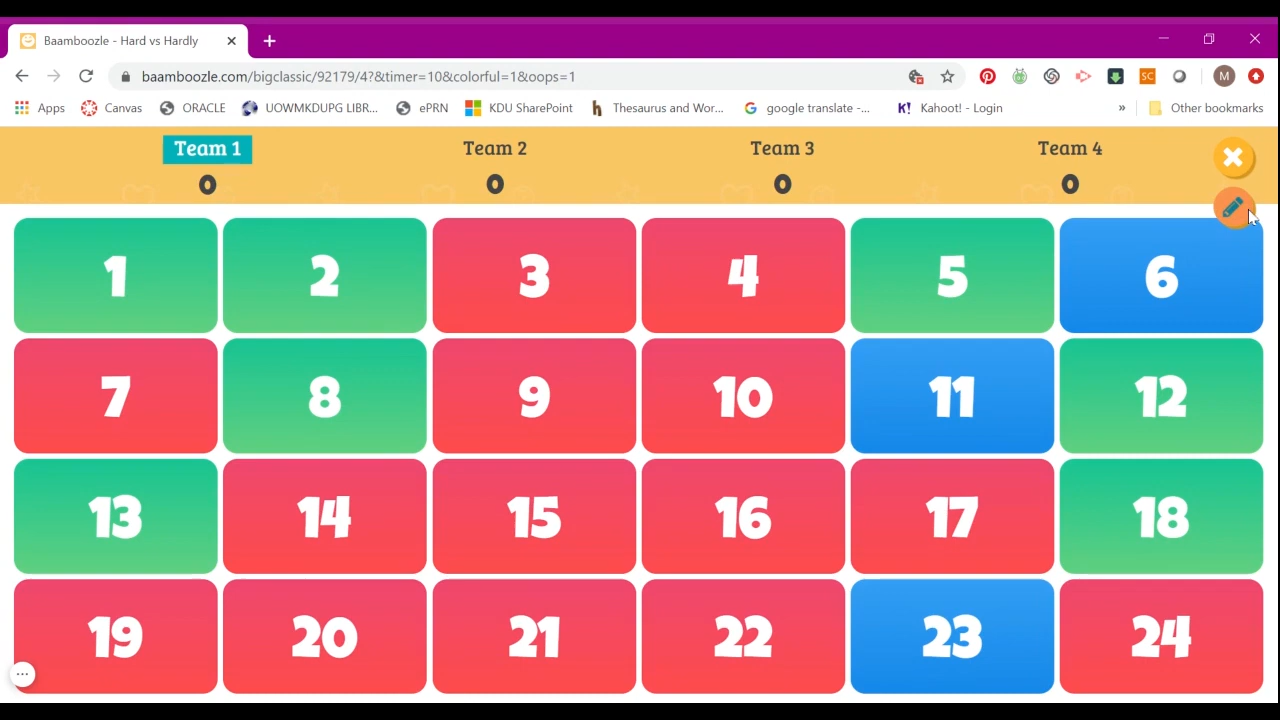 Baamboozle - Hard vs Hardly
baamboozle.com/bigclassic/92179/4?&timer=10&colorful=1&oops=1
SC M
Apps Canvas ORACLE UOWMKDUPG LIBR... ePRN KDU SharePoint Thesaurus and Wor... google translate -... Kahoot! - Login » Other bookmarks
Team 1 Team 2 Team 3 Team 4
0 0 0 0
1 2 3 4 5 6
7 8 9 10 11 12
13 14 15 16 17 18
19 20 21 22 23 24